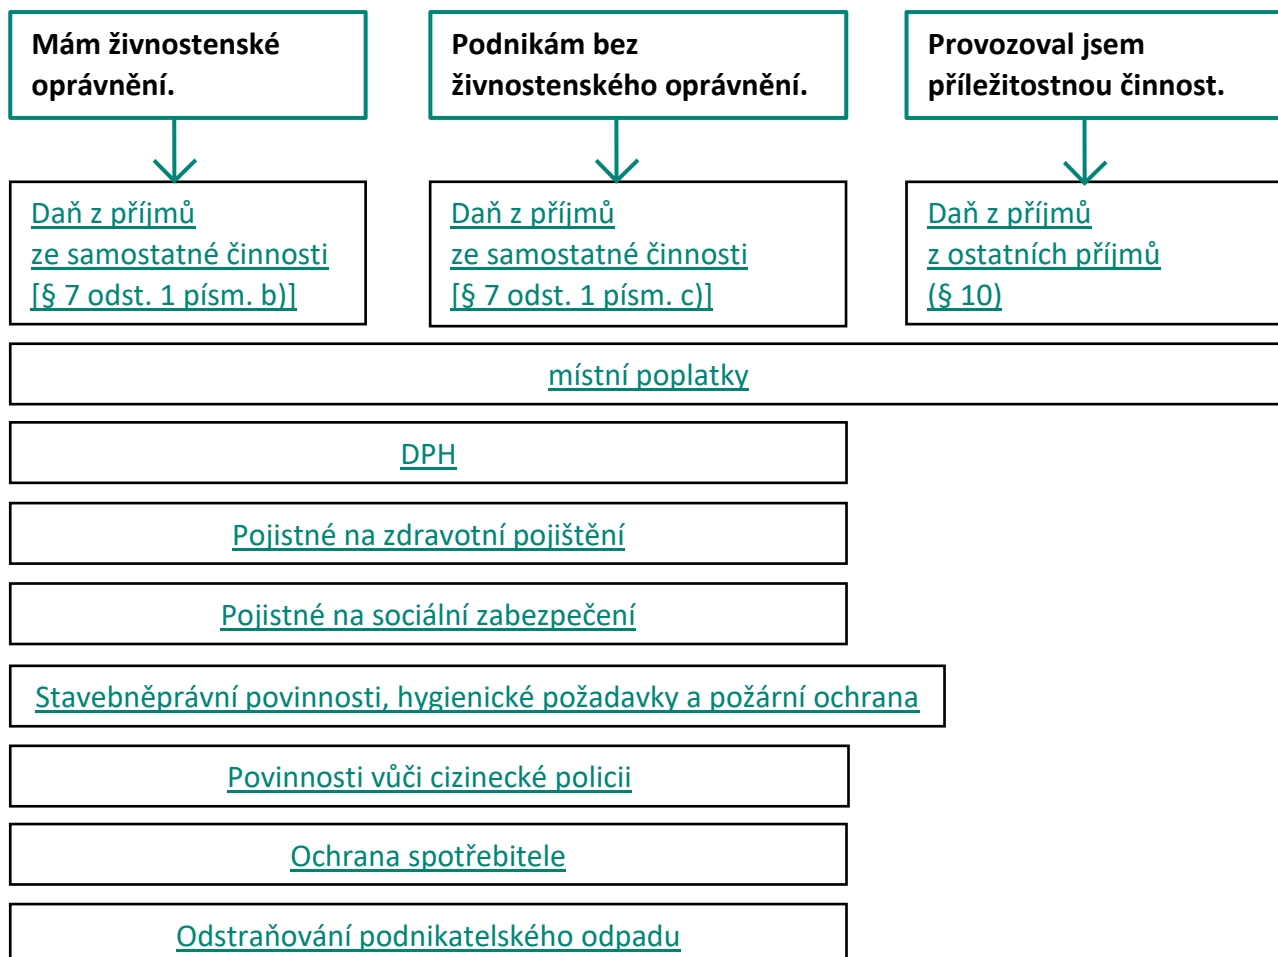 Mám živnostenské
oprávnění.
Podnikám bez
živnostenského oprávnění.
Provozoval jsem
příležitostnou činnost.
Daň z příjmů
ze samostatné činnosti
[§ 7 odst. 1 písm. b)]
Daň z příjmů
ze samostatné činnosti
[§ 7 odst. 1 písm. c)]
Daň z příjmů
z ostatních příjmů
(§ 10)
místní poplatky
DPH
Pojistné na zdravotní pojištění
Pojistné na sociální zabezpečení
Stavebněprávní povinnosti, hygienické požadavky a požární ochrana
Povinnosti vůči cizinecké policii
Ochrana spotřebitele
Odstraňování podnikatelského odpadu